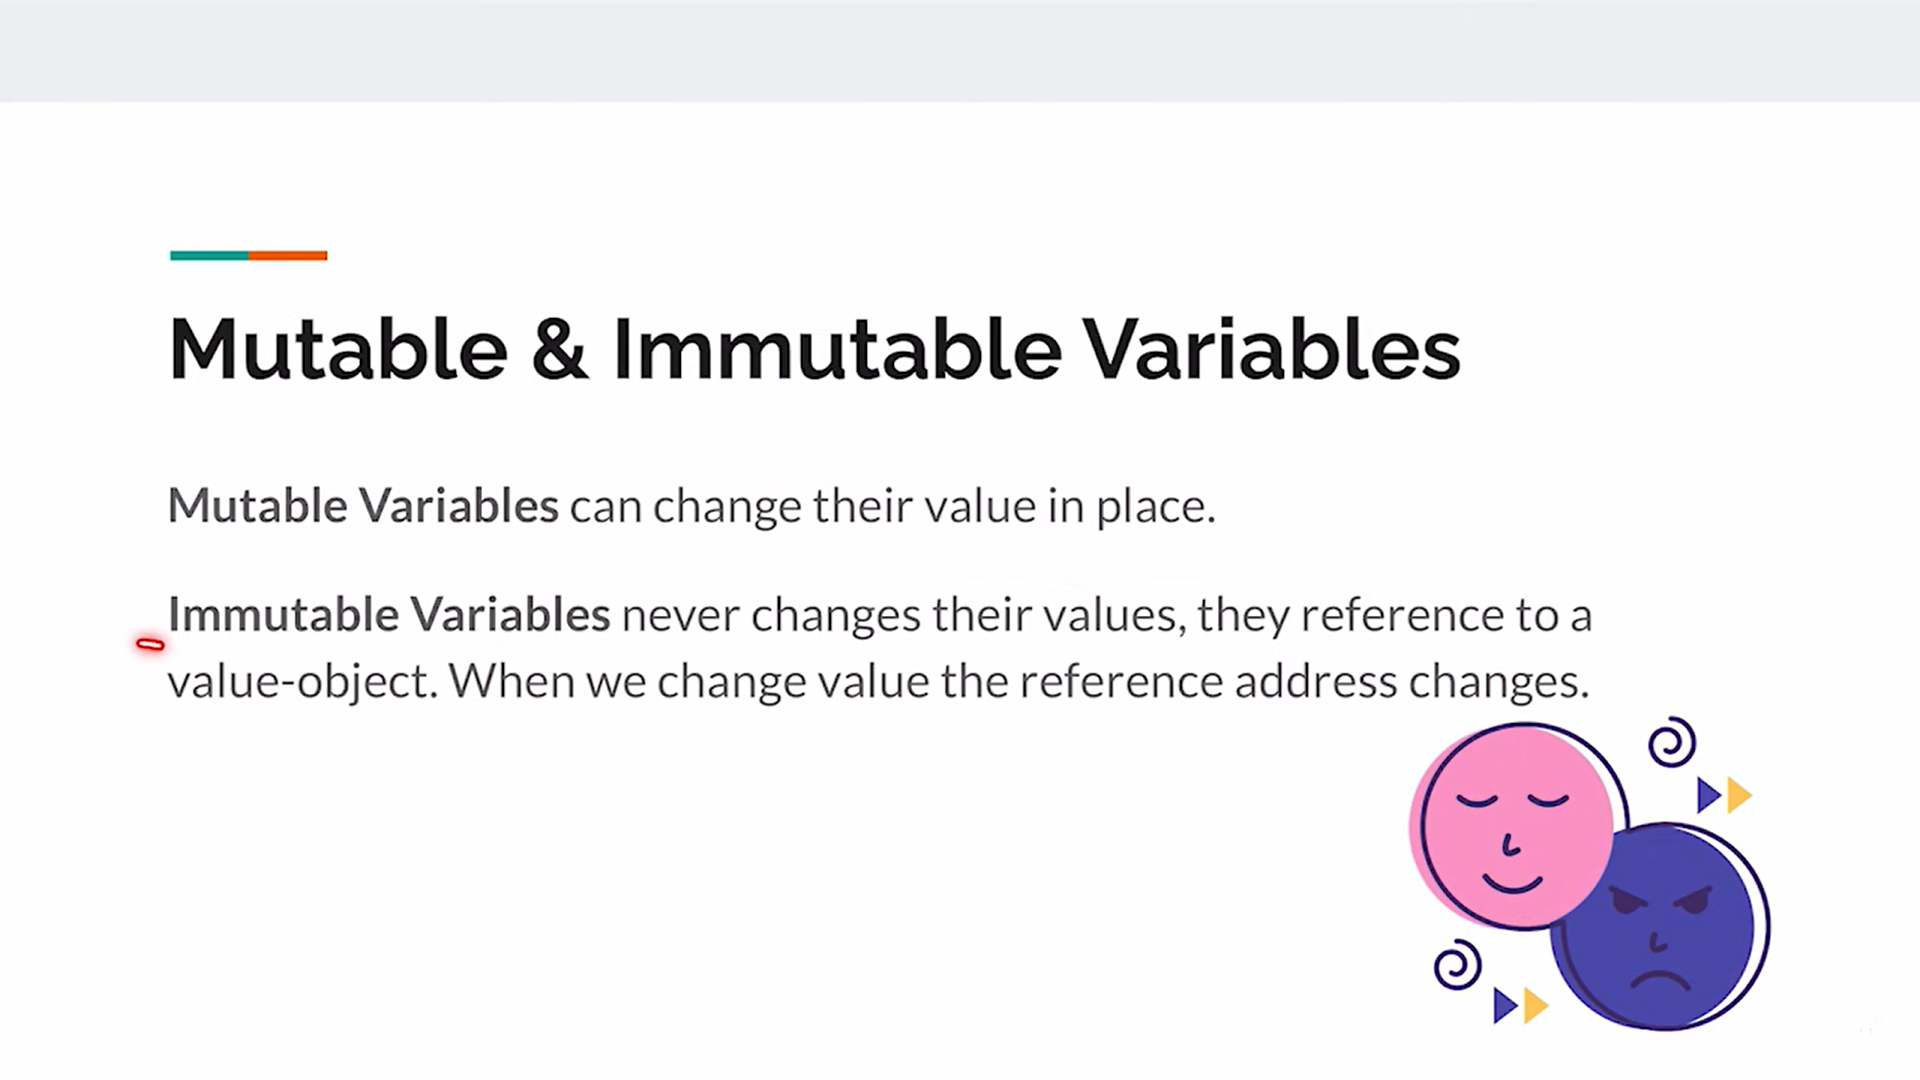 Mutable & Immutable Variables
Mutable Variables can change their value in place.
Immutable Variables never changes their values, they reference to a
value-object. When we change value the reference address changes.